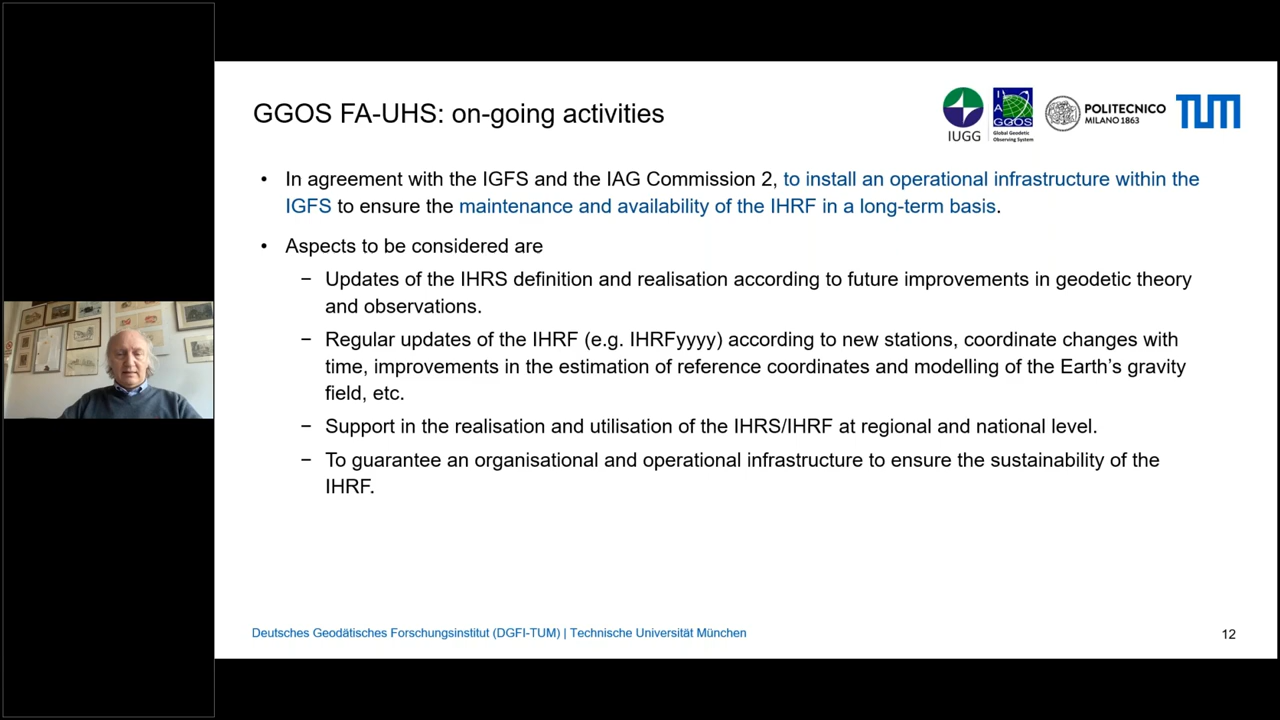 GGOS FA-UHS: on-going activities
IUGG
I
A
G
GGOS
Global Geodetic
Observing System
POLITECNICO
MILANO 1863
TUM
• In agreement with the IGFS and the IAG Commission 2, to install an operational infrastructure within the
IGFS to ensure the maintenance and availability of the IHRF in a long-term basis.
• Aspects to be considered are
− Updates of the IHRS definition and realisation according to future improvements in geodetic theory
and observations.
− Regular updates of the IHRF (e.g. IHRFyyyy) according to new stations, coordinate changes with
time, improvements in the estimation of reference coordinates and modelling of the Earth's gravity
field, etc.
− Support in the realisation and utilisation of the IHRS/IHRF at regional and national level.
− To guarantee an organisational and operational infrastructure to ensure the sustainability of the
IHRF.
Deutsches Geodätisches Forschungsinstitut (DGFI-TUM) | Technische Universität München
12